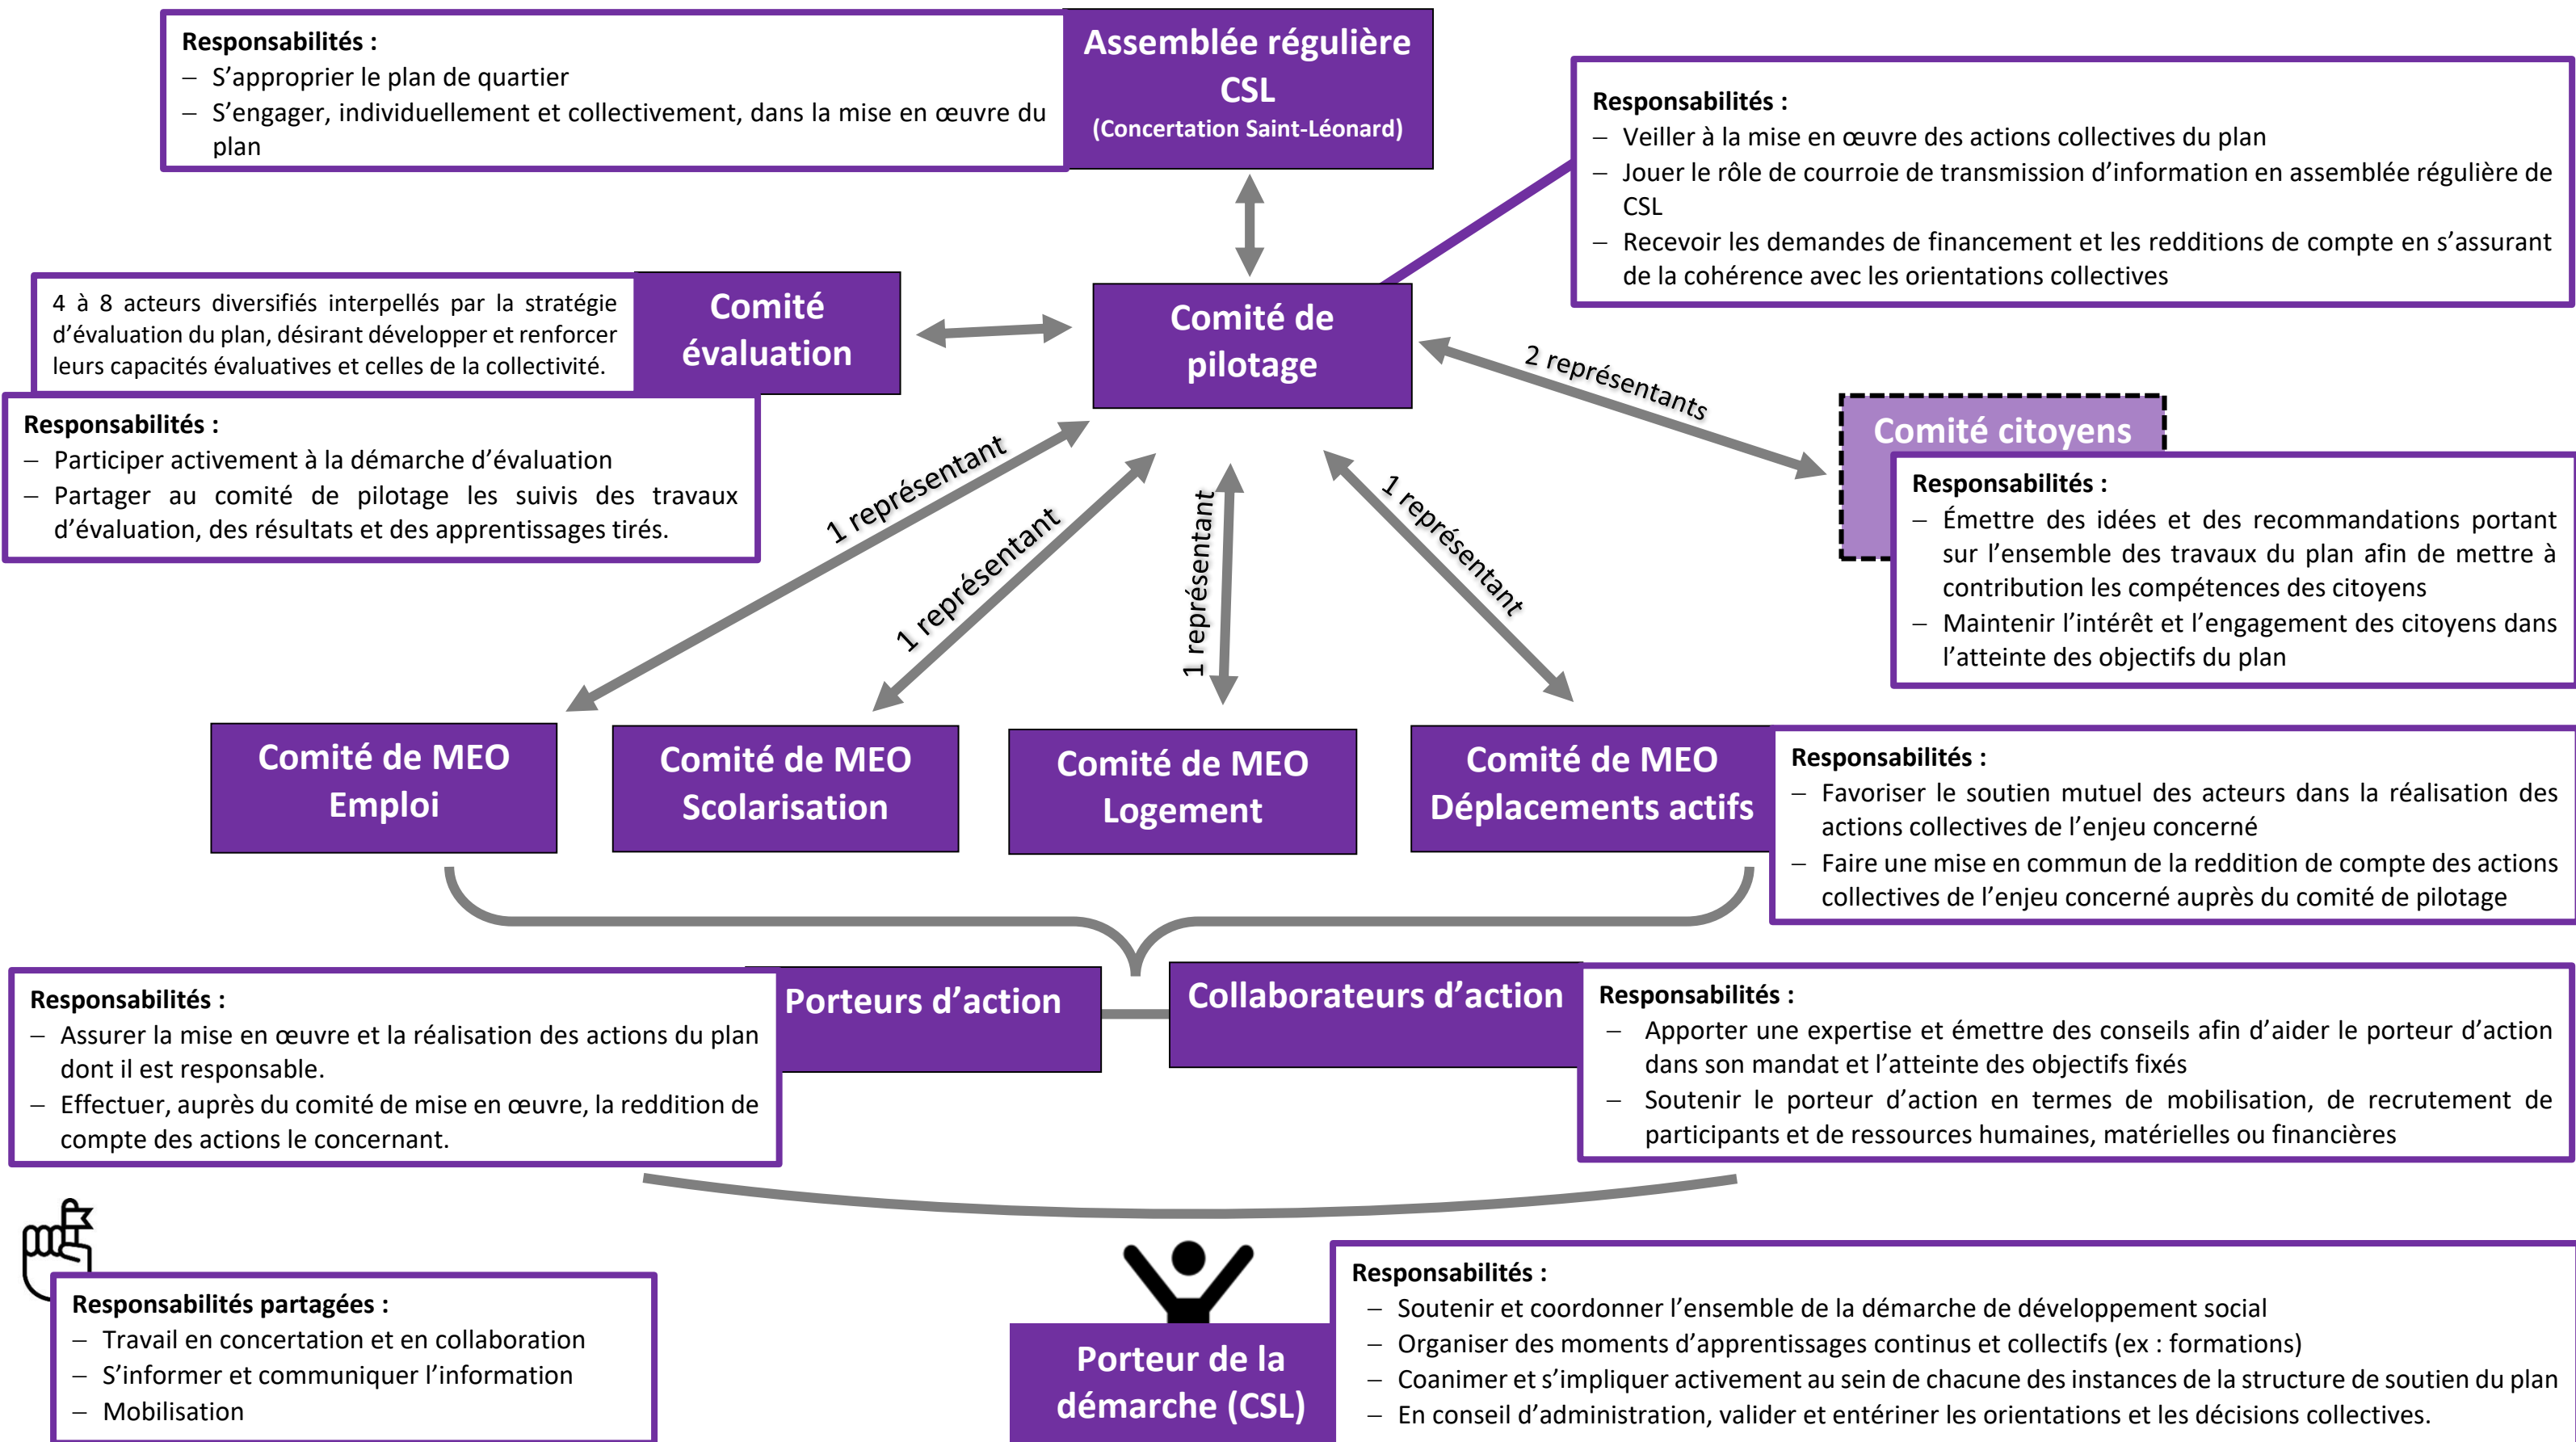 Responsabilités :
– S’approprier le plan de quartier
– S’engager, individuellement et collectivement, dans la mise en œuvre du
plan
Assemblée régulière
CSL
(Concertation Saint-Léonard)
Responsabilités :
– Veiller à la mise en œuvre des actions collectives du plan
– Jouer le rôle de courroie de transmission d’information en assemblée régulière de
CSL
– Recevoir les demandes de financement et les redditions de compte en s’assurant
de la cohérence avec les orientations collectives
4 à 8 acteurs diversifiés interpellés par la stratégie
d’évaluation du plan, désirant développer et renforcer
leurs capacités évaluatives et celles de la collectivité.
Comité
évaluation
Comité de
pilotage
Responsabilités :
– Participer activement à la démarche d’évaluation
– Partager au comité de pilotage les suivis des travaux
d’évaluation, des résultats et des apprentissages tirés.
2 représentants
Comité citoyens
Responsabilités :
– Émettre des idées et des recommandations portant
sur l’ensemble des travaux du plan afin de mettre à
contribution les compétences des citoyens
– Maintenir l’intérêt et l’engagement des citoyens dans
l’atteinte des objectifs du plan
1 représentant
1 représentant
1 représentant
1 représentant
Comité de MEO
Emploi
Comité de MEO
Scolarisation
Comité de MEO
Logement
Comité de MEO
Déplacements actifs
Responsabilités :
– Favoriser le soutien mutuel des acteurs dans la réalisation des
actions collectives de l’enjeu concerné
– Faire une mise en commun de la reddition de compte des actions
collectives de l’enjeu concerné auprès du comité de pilotage
Responsabilités :
– Assurer la mise en œuvre et la réalisation des actions du plan
dont il est responsable.
– Effectuer, auprès du comité de mise en œuvre, la reddition de
compte des actions le concernant.
Porteurs d’action
Collaborateurs d’action
Responsabilités :
– Apporter une expertise et émettre des conseils afin d’aider le porteur d’action
dans son mandat et l’atteinte des objectifs fixés
– Soutenir le porteur d’action en termes de mobilisation, de recrutement de
participants et de ressources humaines, matérielles ou financières
Responsabilités partagées :
– Travail en concertation et en collaboration
– S’informer et communiquer l’information
– Mobilisation
Porteur de la
démarche (CSL)
Responsabilités :
– Soutenir et coordonner l’ensemble de la démarche de développement social
– Organiser des moments d’apprentissages continus et collectifs (ex : formations)
– Coanimer et s’impliquer activement au sein de chacune des instances de la structure de soutien du plan
– En conseil d’administration, valider et entériner les orientations et les décisions collectives.